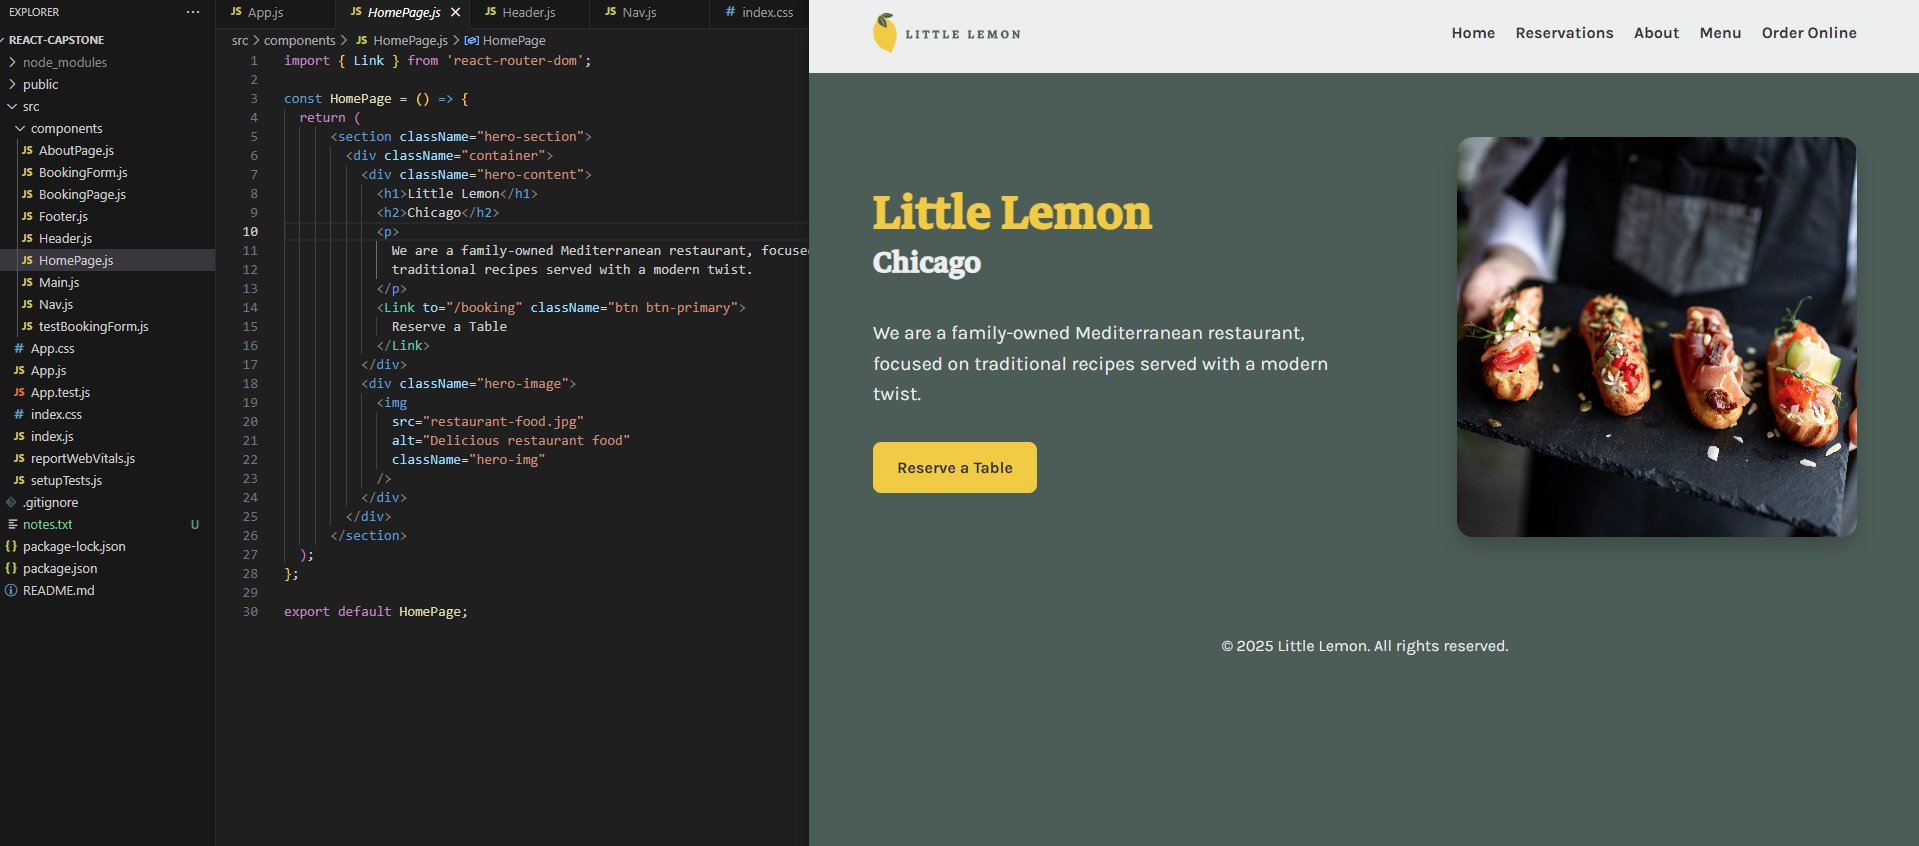 EXPLORER ...
REACT-CAPSTONE
node_modules
public
src
components
JS AboutPage.js
JS BookingForm.js
JS BookingPage.js
JS Footer.js
JS Header.js
JS HomePage.js
JS Main.js
JS Nav.js
JS testBookingForm.js
# App.css
JS App.js
JS App.test.js
# index.css
JS index.js
JS reportWebVitals.js
JS setupTests.js
.gitignore
notes.txt U
{} package-lock.json
{} package.json
README.md
JS App.js JS HomePage.js JS Header.js JS Nav.js # index.css
src > components > JS HomePage.js > HomePage
1 import { Link } from 'react-router-dom';
2
3 const HomePage = () => {
4 return (
5 <section className="hero-section">
6 <div className="container">
7 <div className="hero-content">
8 <h1>Little Lemon</h1>
9 <h2>Chicago</h2>
10 <p>
11 We are a family-owned Mediterranean restaurant, focuse
12 traditional recipes served with a modern twist.
13 </p>
14 <Link to="/booking" className="btn btn-primary">
15 Reserve a Table
16 </Link>
17 </div>
18 <div className="hero-image">
19 <img
20 src="restaurant-food.jpg"
21 alt="Delicious restaurant food"
22 className="hero-img"
23 />
24 </div>
25 </div>
26 </section>
27 );
28 };
29
30 export default HomePage;
LITTLE LEMON
Home Reservations About Menu Order Online
Little Lemon
Chicago
We are a family-owned Mediterranean restaurant,
focused on traditional recipes served with a modern
twist.
Reserve a Table
© 2025 Little Lemon. All rights reserved.